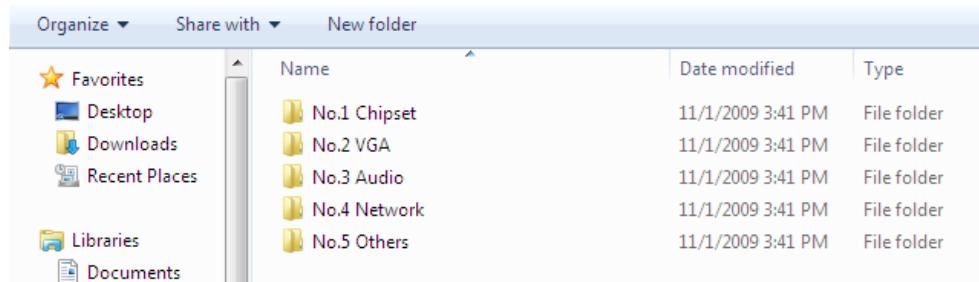 Organize Share with New folder
Favorites
Desktop
Downloads
Recent Places
Libraries
Documents
Name Date modified Type
No.1 Chipset 11/1/2009 3:41 PM File folder
No.2 VGA 11/1/2009 3:41 PM File folder
No.3 Audio 11/1/2009 3:41 PM File folder
No.4 Network 11/1/2009 3:41 PM File folder
No.5 Others 11/1/2009 3:41 PM File folder